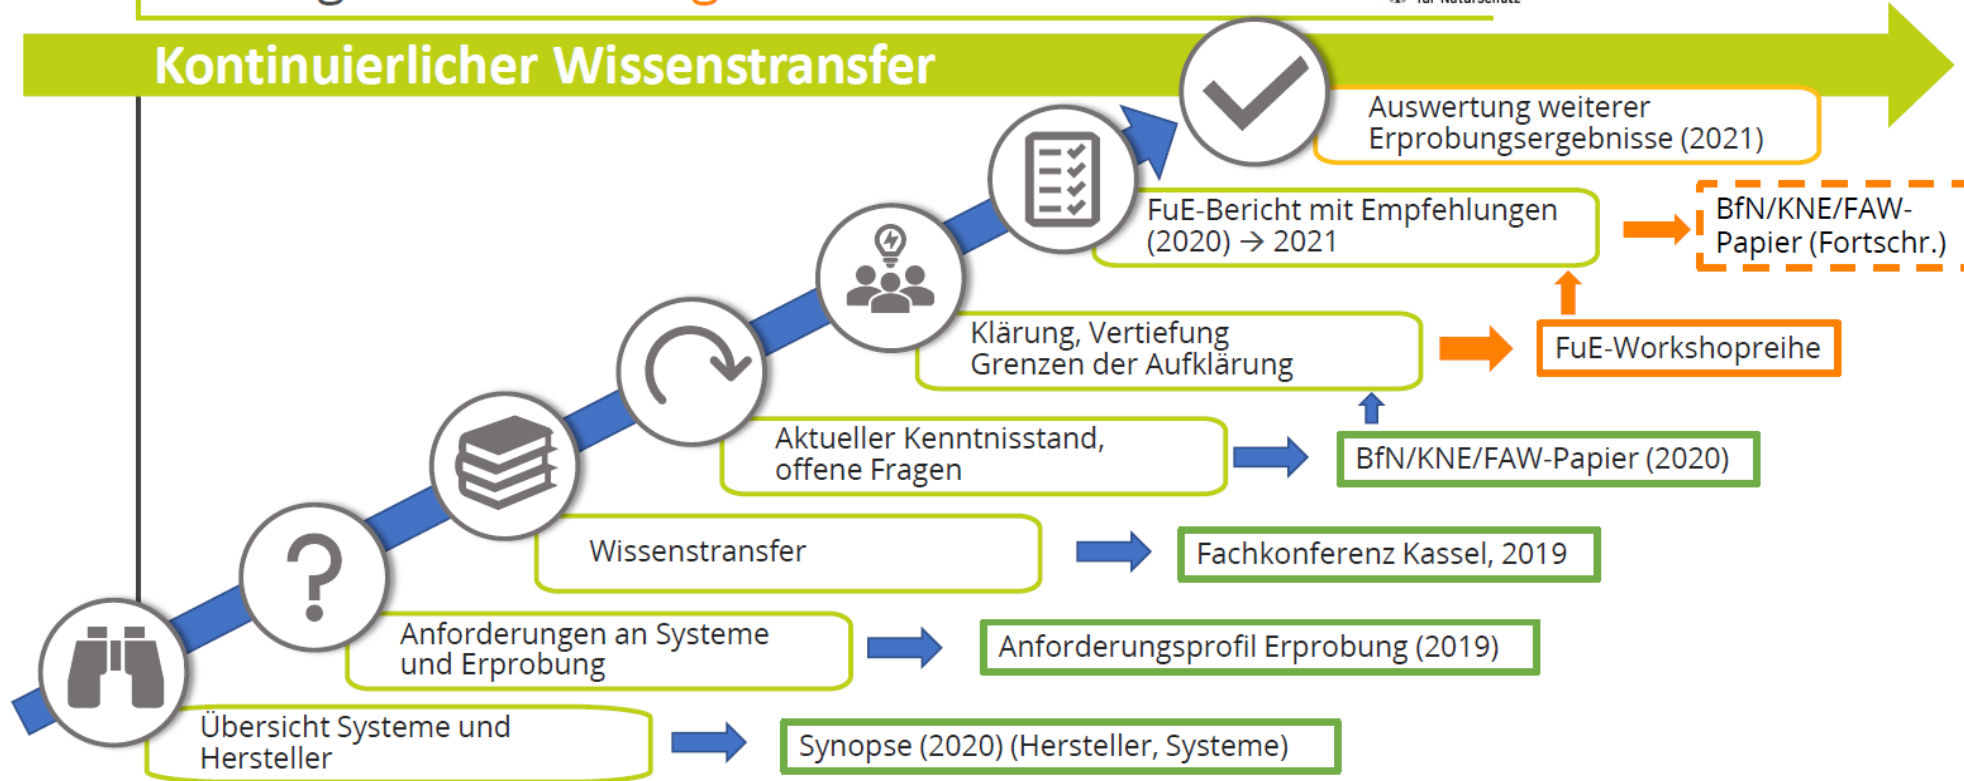 für Naturschutz
Kontinuierlicher Wissenstransfer
Auswertung weiterer
Erprobungsergebnisse (2021)
FuE-Bericht mit Empfehlungen
(2020) → 2021
BfN/KNE/FAW-
Papier (Fortschr.)
Klärung, Vertiefung
Grenzen der Aufklärung
FuE-Workshopreihe
Aktueller Kenntnisstand,
offene Fragen
BfN/KNE/FAW-Papier (2020)
Wissenstransfer
Fachkonferenz Kassel, 2019
Anforderungen an Systeme
und Erprobung
Anforderungsprofil Erprobung (2019)
Übersicht Systeme und
Hersteller
Synopse (2020) (Hersteller, Systeme)